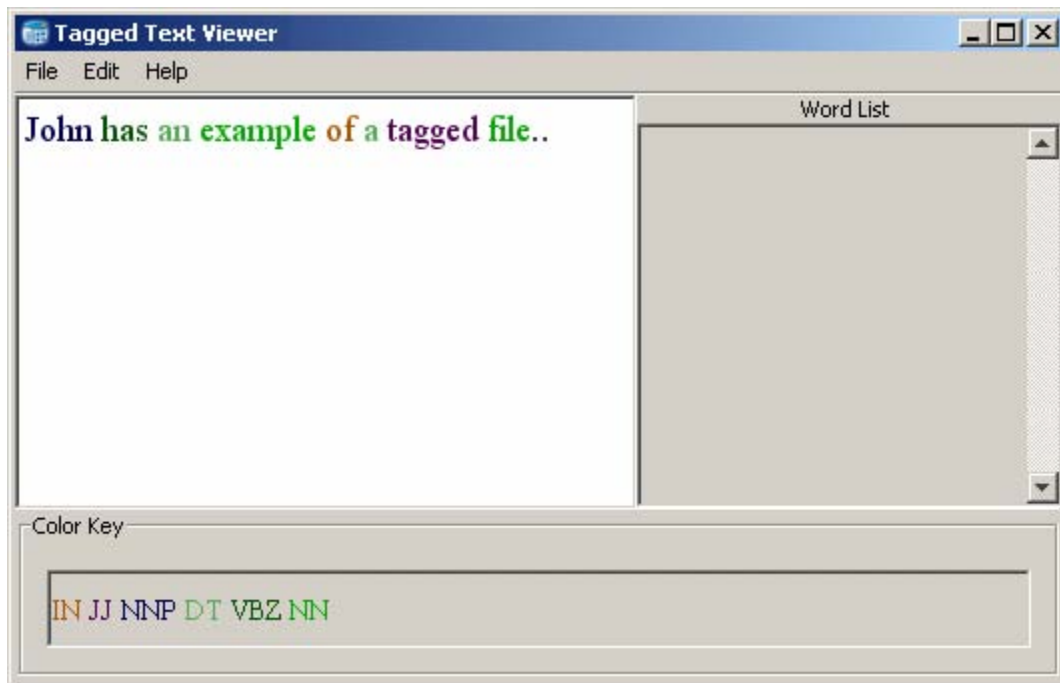 Tagged Text Viewer
File Edit Help
John has an example of a tagged file..
Word List
Color Key
IN JJ NNP DT VBZ NN